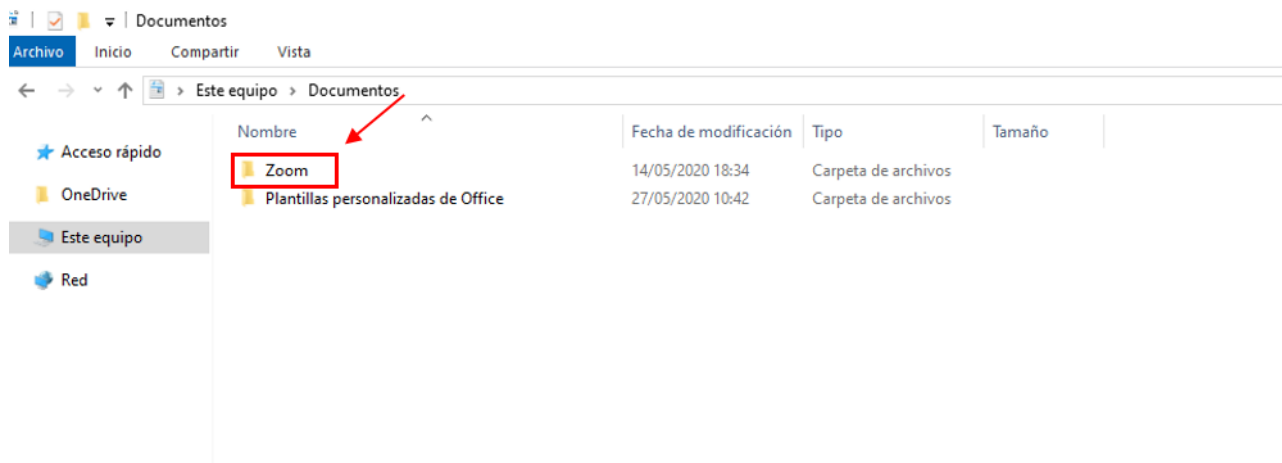 Documentos
Archivo Inicio Compartir Vista
Este equipo > Documentos
Nombre Fecha de modificación Tipo Tamaño
Acceso rápido
Zoom 14/05/2020 18:34 Carpeta de archivos
OneDrive
Plantillas personalizadas de Office 27/05/2020 10:42 Carpeta de archivos
Este equipo
Red